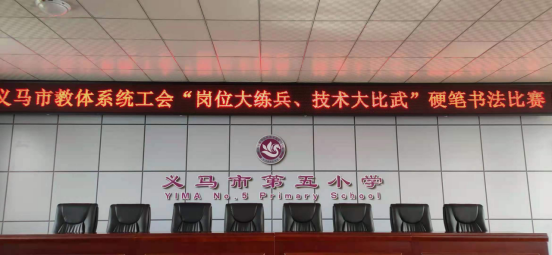 义马市教体系统工会“岗位大练兵、技术大比武”硬笔书法比赛
义马市第五小学
YIMA No.5 Primary School